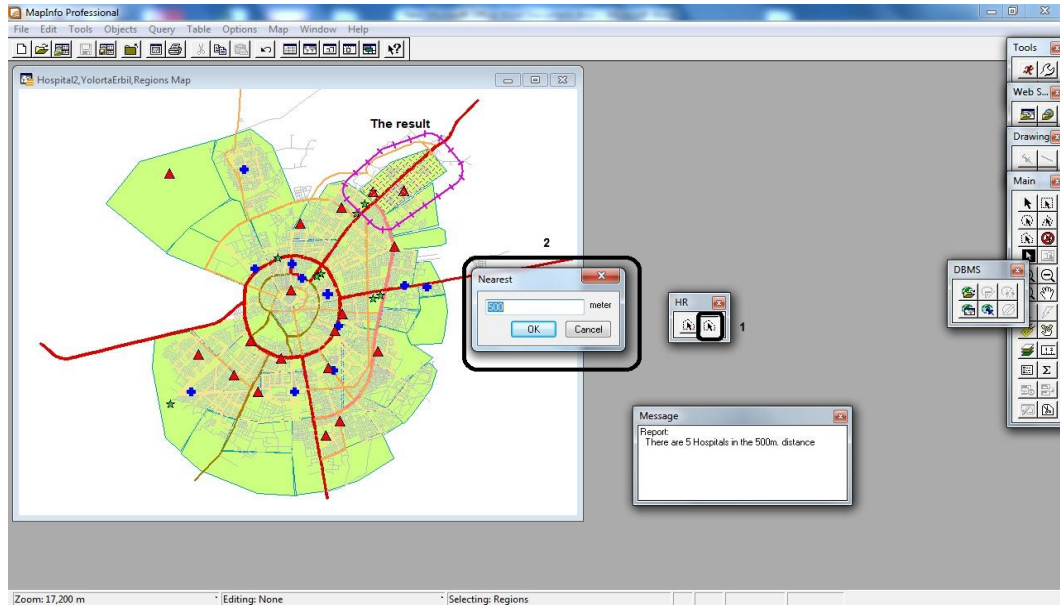 MapInfo Professional
File Edit Tools Objects Query Table Options Map Window Help
Hospital2,YolortaErbil,Regions Map
The result
2
Nearest
500 meter
OK Cancel
HR
1
Message
Report:
There are 5 Hospitals in the 500m. distance
Tools
Web S...
Drawing
Main
DBMS
Zoom: 17,200 m
Editing: None
Selecting: Regions